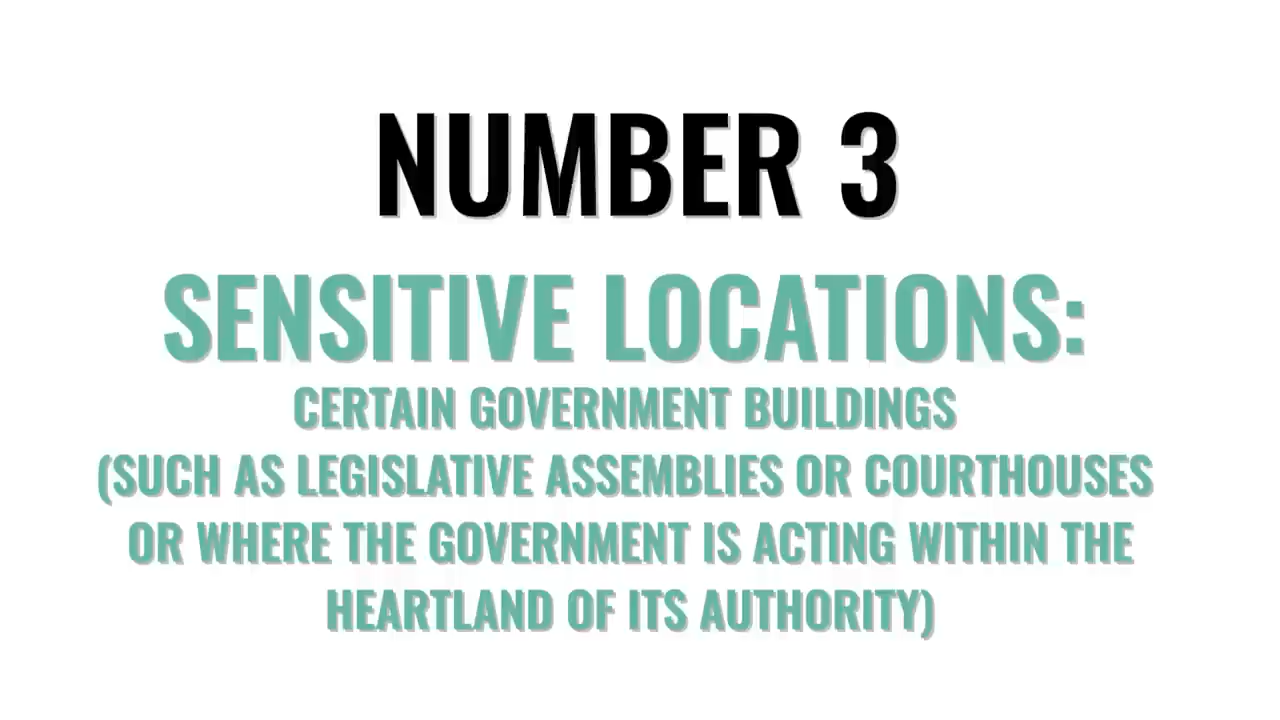 NUMBER 3
SENSITIVE LOCATIONS:
CERTAIN GOVERNMENT BUILDINGS
(SUCH AS LEGISLATIVE ASSEMBLIES OR COURTHOUSES
OR WHERE THE GOVERNMENT IS ACTING WITHIN THE
HEARTLAND OF ITS AUTHORITY)